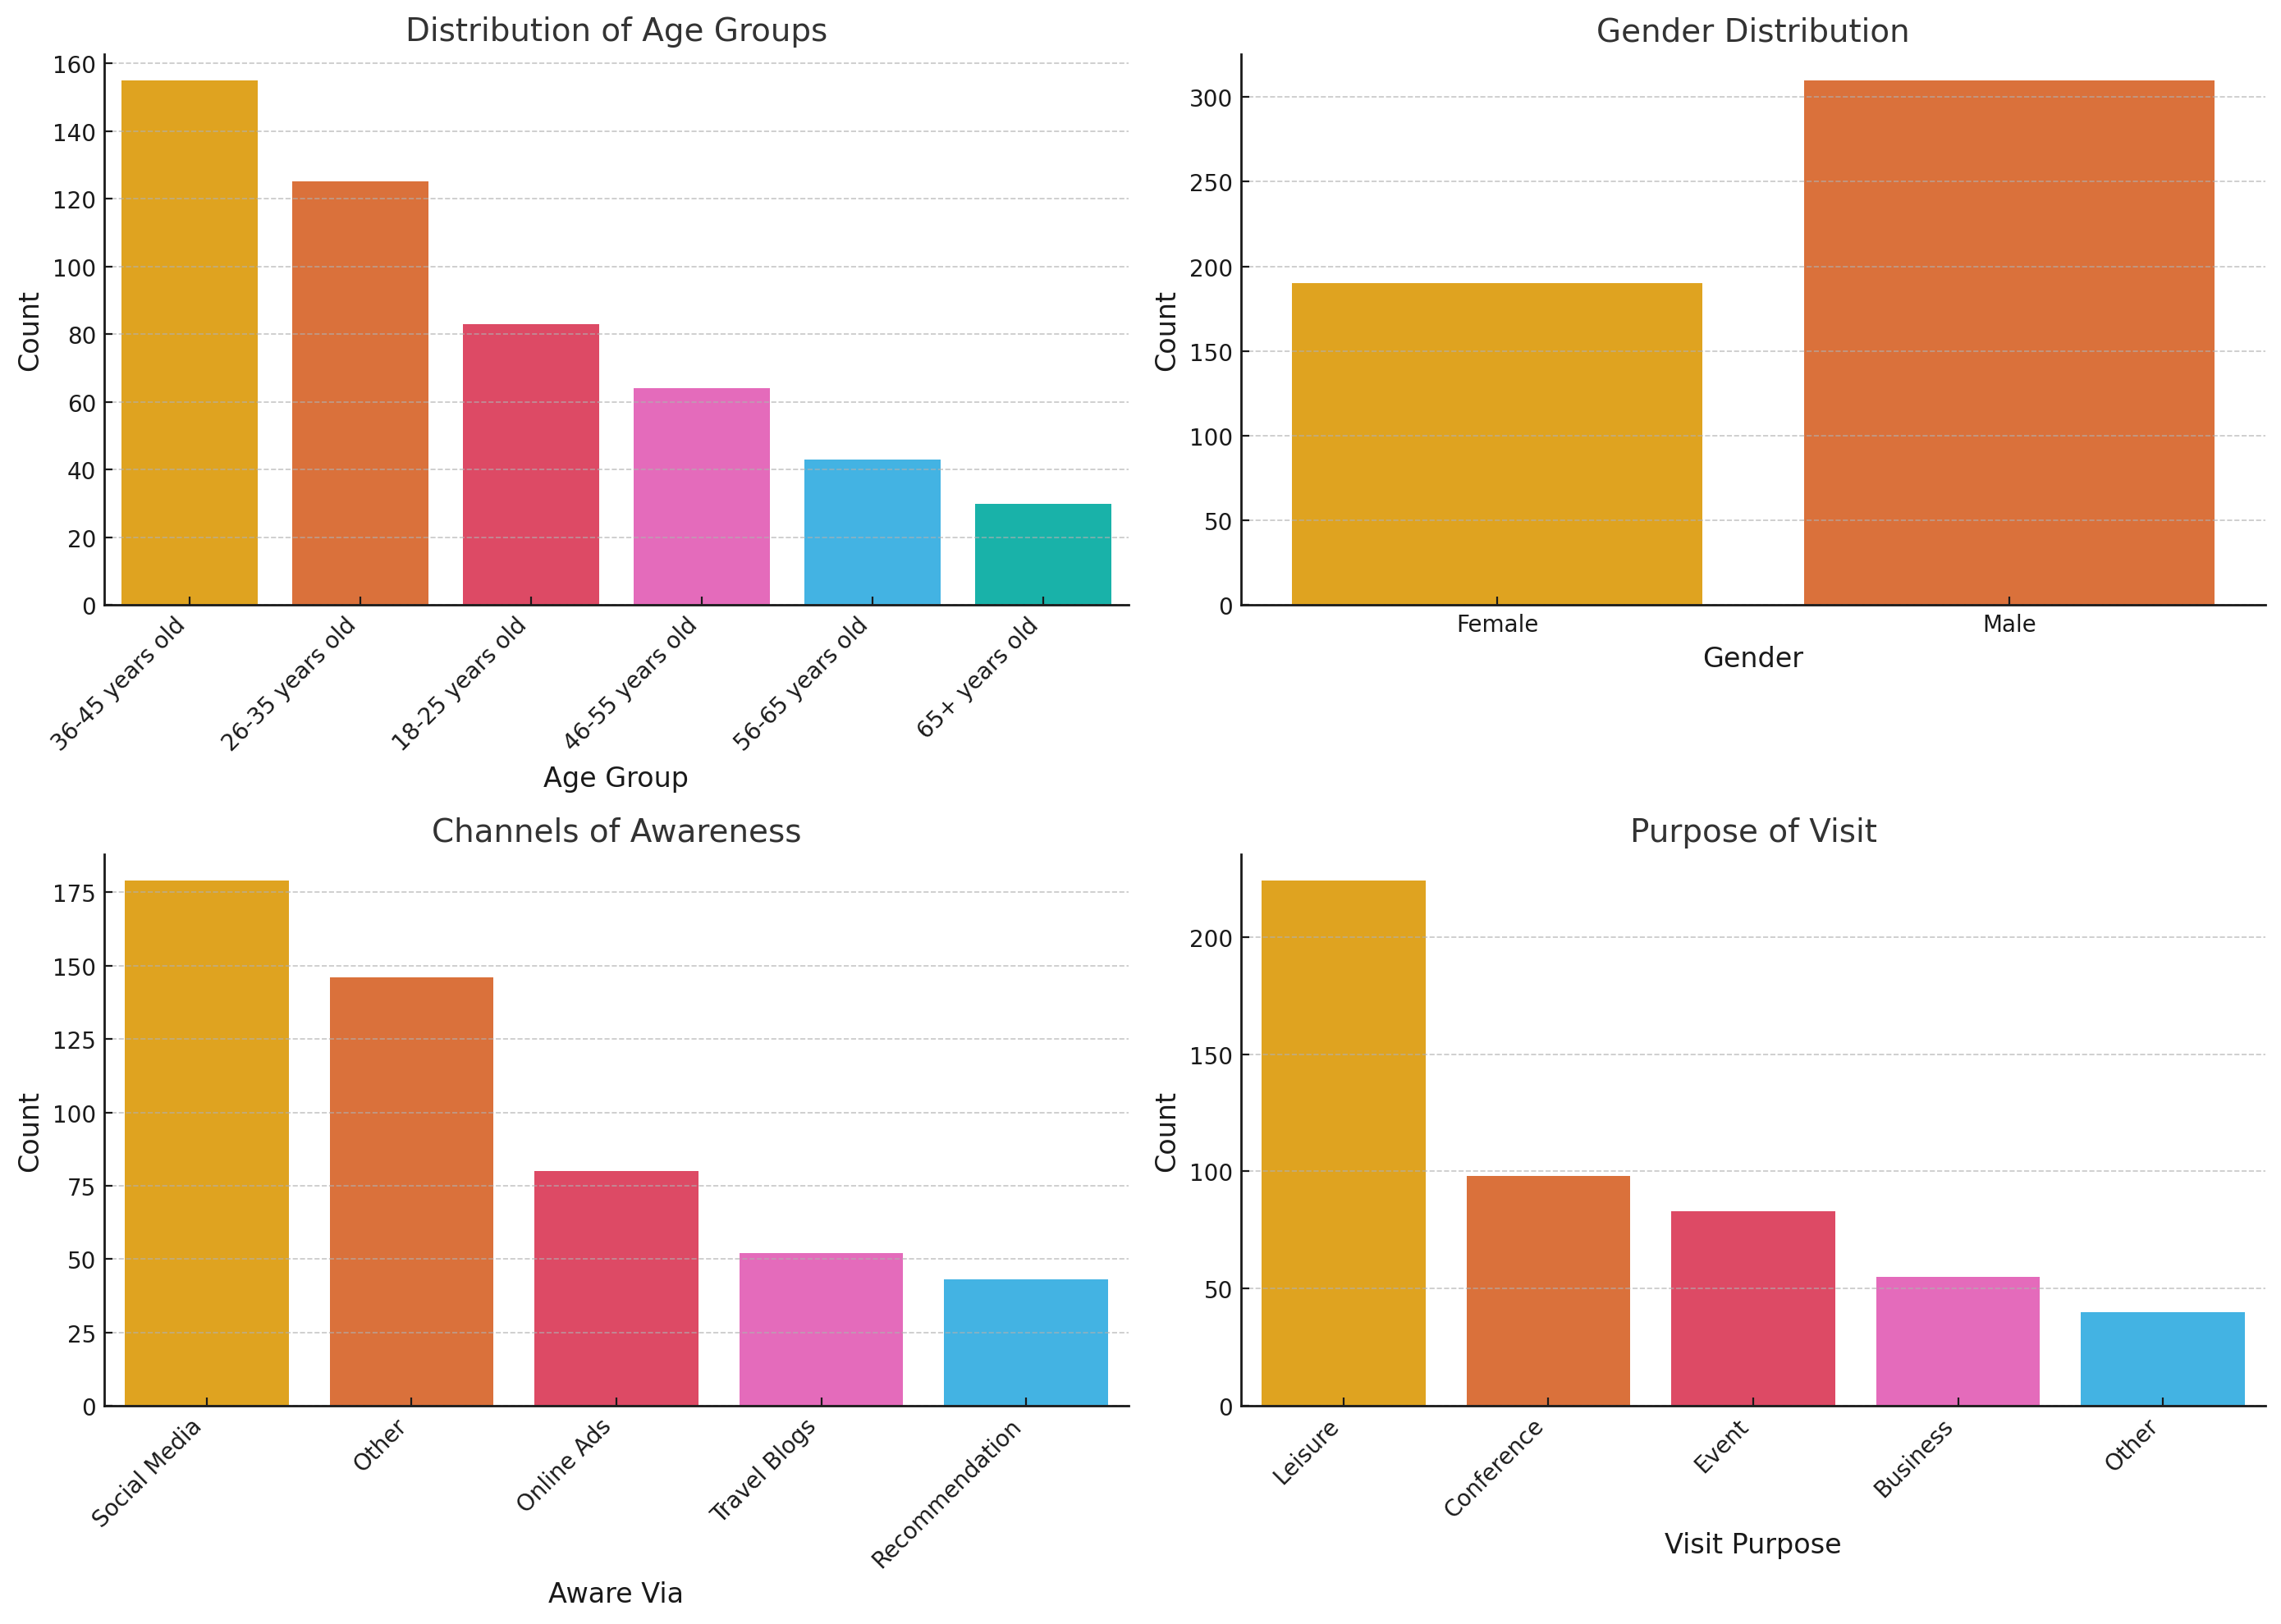 Distribution of Age Groups
160
140
120
100
80
60
40
20
0
Count
36-45 years old
26-35 years old
18-25 years old
46-55 years old
56-65 years old
65+ years old
Age Group
Gender Distribution
300
250
200
150
100
50
0
Count
Female
Male
Gender
Channels of Awareness
175
150
125
100
75
50
25
0
Count
Social Media
Other
Online Ads
Travel Blogs
Recommendation
Aware Via
Purpose of Visit
200
150
100
50
0
Count
Leisure
Conference
Event
Business
Other
Visit Purpose